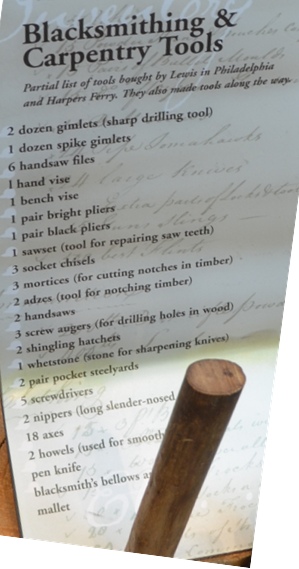 Blacksmithing &
Carpentry Tools
Partial list of tools bought by Lewis in Philadelphia
and Harpers Ferry. They also made tools along the way.
2 dozen gimlets (sharp drilling tool)
1 dozen spike gimlets
6 handsaw files
1 hand vise
1 bench vise
1 pair bright pliers
1 pair black pliers
1 sawset (tool for repairing saw teeth)
3 socket chisels
3 mortices (for cutting notches in timber)
2 adzes (tool for notching timber)
2 handsaws
3 screw augers (for drilling holes in wood)
2 shingling hatchets
1 whetstone (stone for sharpening knives)
2 pair pocket steelyards
5 screwdrivers
2 nippers (long slender-nosed
18 axes
2 howels (used for smooth
pen knife
blacksmith's bellows
mallet